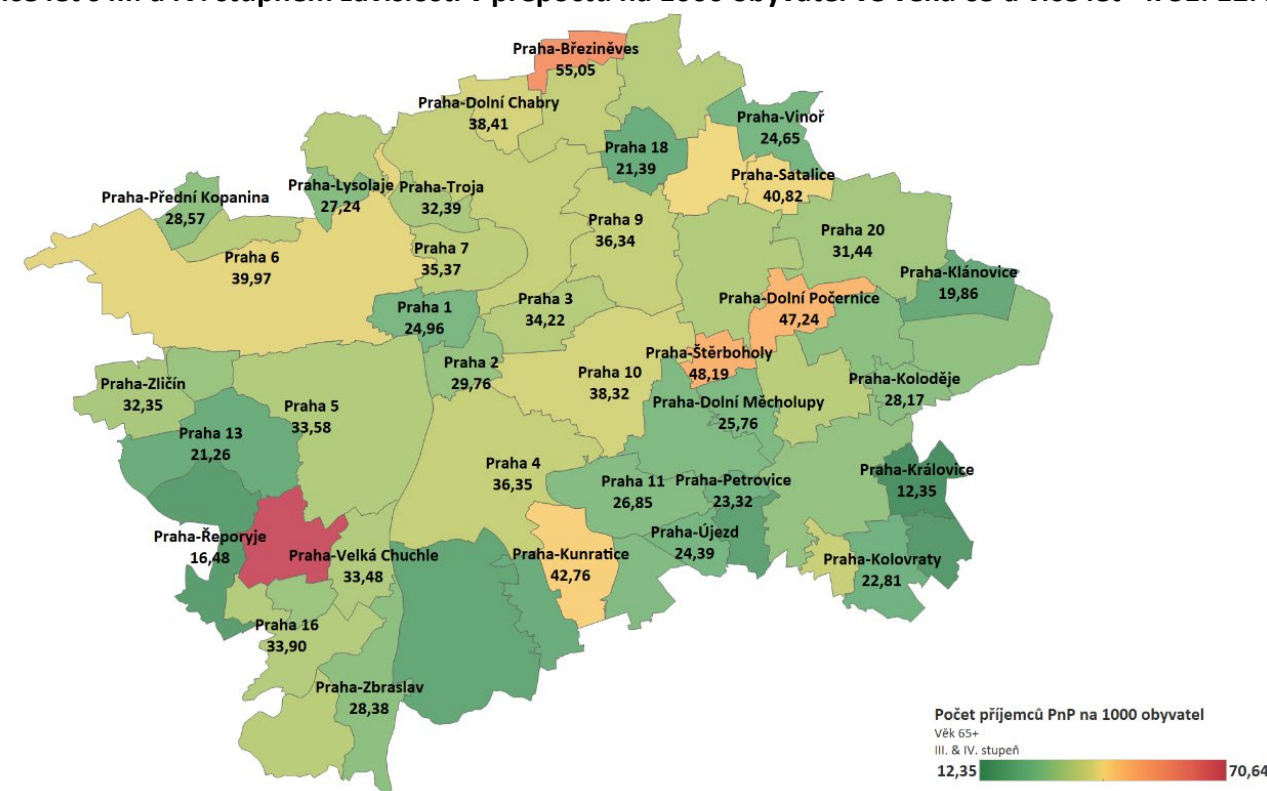 Praha-Březiněves
55,05
Praha-Dolní Chabry
38,41
Praha-Vinoř
24,65
Praha 18
21,39
Praha-Satalice
40,82
Praha-Lysolaje
27,24
Praha-Troja
32,39
Praha-Přední Kopanina
28,57
Praha 9
36,34
Praha 20
31,44
Praha 7
35,37
Praha 6
39,97
Praha-Klánovice
19,86
Praha-Dolní Počernice
47,24
Praha 3
34,22
Praha 1
24,96
Praha-Štěrboholy
48,19
Praha 2
29,76
Praha 10
38,32
Praha-Zličín
32,35
Praha-Koloděje
28,17
Praha 5
33,58
Praha-Dolní Měcholupy
25,76
Praha 13
21,26
Praha 4
36,35
Praha-Královice
12,35
Praha 11
26,85
Praha-Petrovice
23,32
Praha-Řeporyje
16,48
Praha-Újezd
24,39
Praha-Velká Chuchle
33,48
Praha-Kunratice
42,76
Praha-Kolovraty
22,81
Praha 16
33,90
Praha-Zbraslav
28,38
Počet příjemců PnP na 1000 obyvatel
Věk 65+
III. & IV. stupeň
12,35 70,64